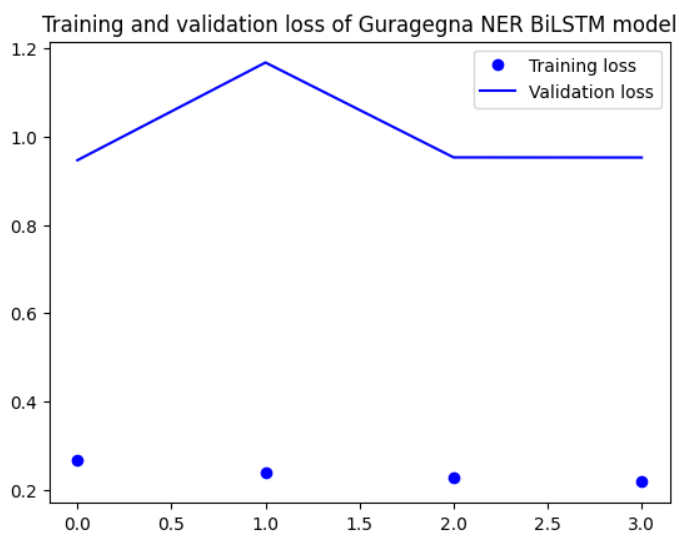 Training and validation loss of Guragegna NER BiLSTM model
1.2
Training loss
Validation loss
1.0
0.8
0.6
0.4
0.2
0.0 0.5 1.0 1.5 2.0 2.5 3.0